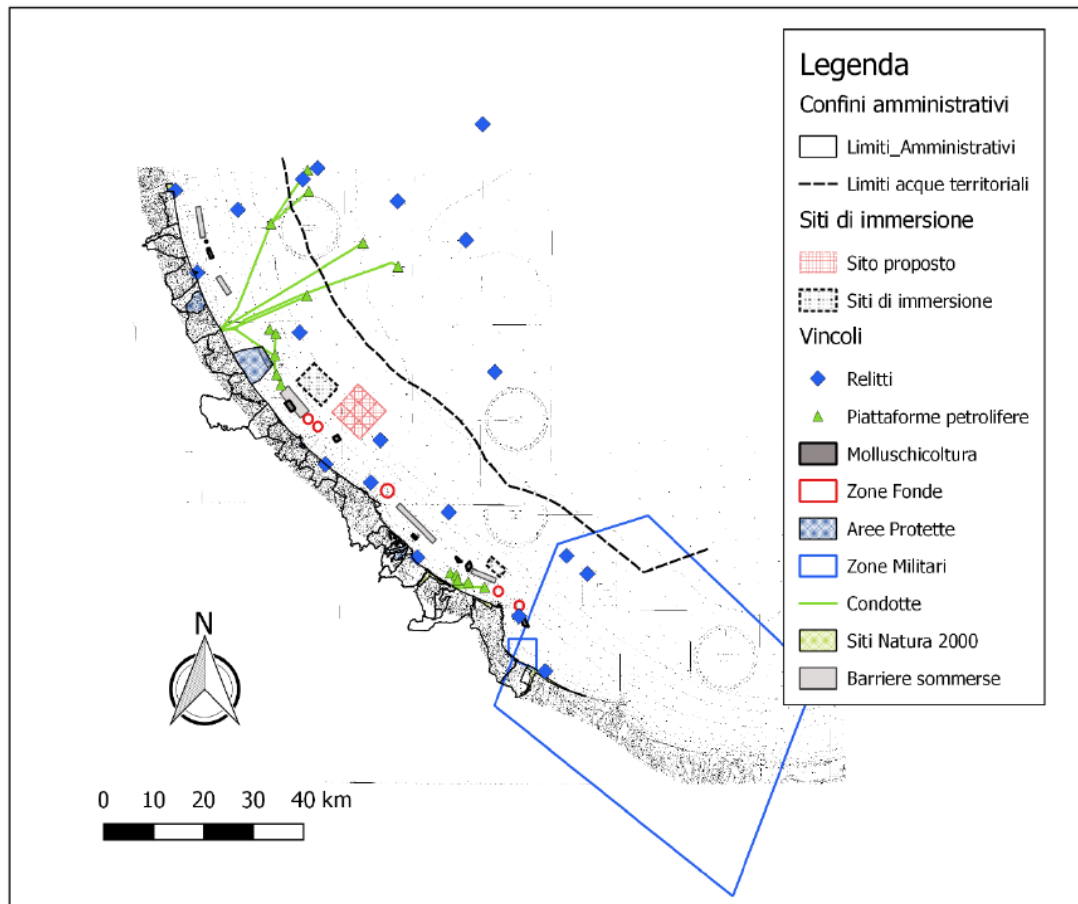 Legenda
Confini amministrativi
Limiti_Amministrativi
Limiti acque territoriali
Siti di immersione
Sito proposto
Siti di immersione
Vincoli
Relitti
Piattaforme petrolifere
Molluschicoltura
Zone Fonde
Aree Protette
Zone Militari
Condotte
Siti Natura 2000
Barriere sommerse
N
0 10 20 30 40 km